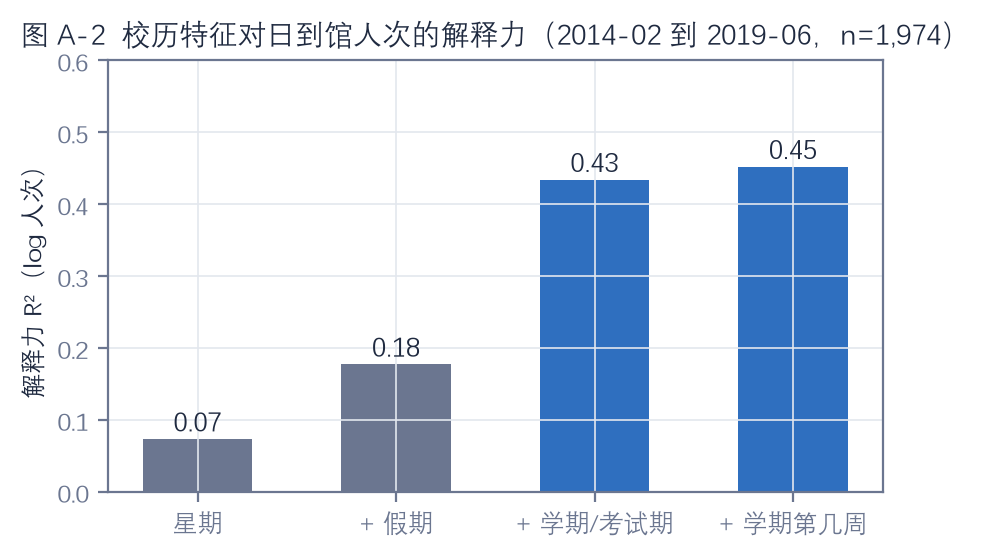 图 A-2 校历特征对日到馆人次的解释力（2014-02 到 2019-06，n=1,974）
解释力 R²（log 人次）
0.6
0.5
0.4
0.3
0.2
0.1
0.0
0.07
0.18
0.43
0.45
星期
+ 假期
+ 学期/考试期
+ 学期第几周